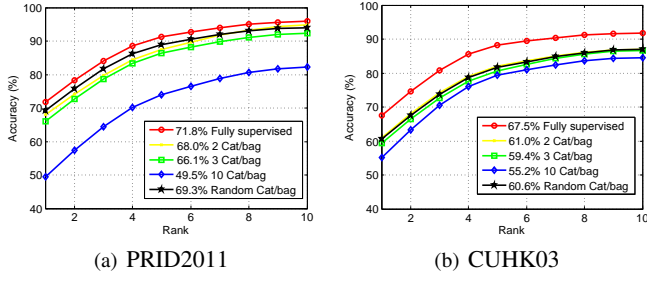 100
90
80
70
60
50
40
Accuracy (%)
2 4 6 8 10
Rank
71.8% Fully supervised
68.0% 2 Cat/bag
66.1% 3 Cat/bag
49.5% 10 Cat/bag
69.3% Random Cat/bag
(a) PRID2011
100
90
80
70
60
50
40
Accuracy (%)
2 4 6 8 10
Rank
67.5% Fully supervised
61.0% 2 Cat/bag
59.4% 3 Cat/bag
55.2% 10 Cat/bag
60.6% Random Cat/bag
(b) CUHK03